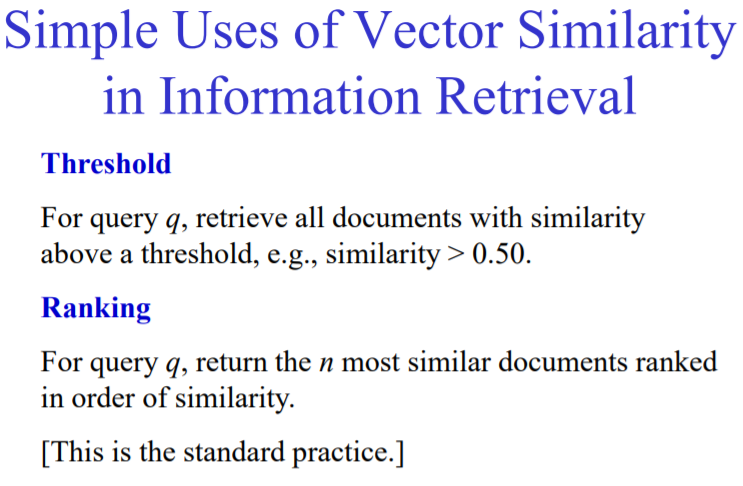 Simple Uses of Vector Similarity
in Information Retrieval
Threshold
For query q, retrieve all documents with similarity
above a threshold, e.g., similarity > 0.50.
Ranking
For query q, return the n most similar documents ranked
in order of similarity.
[This is the standard practice.]